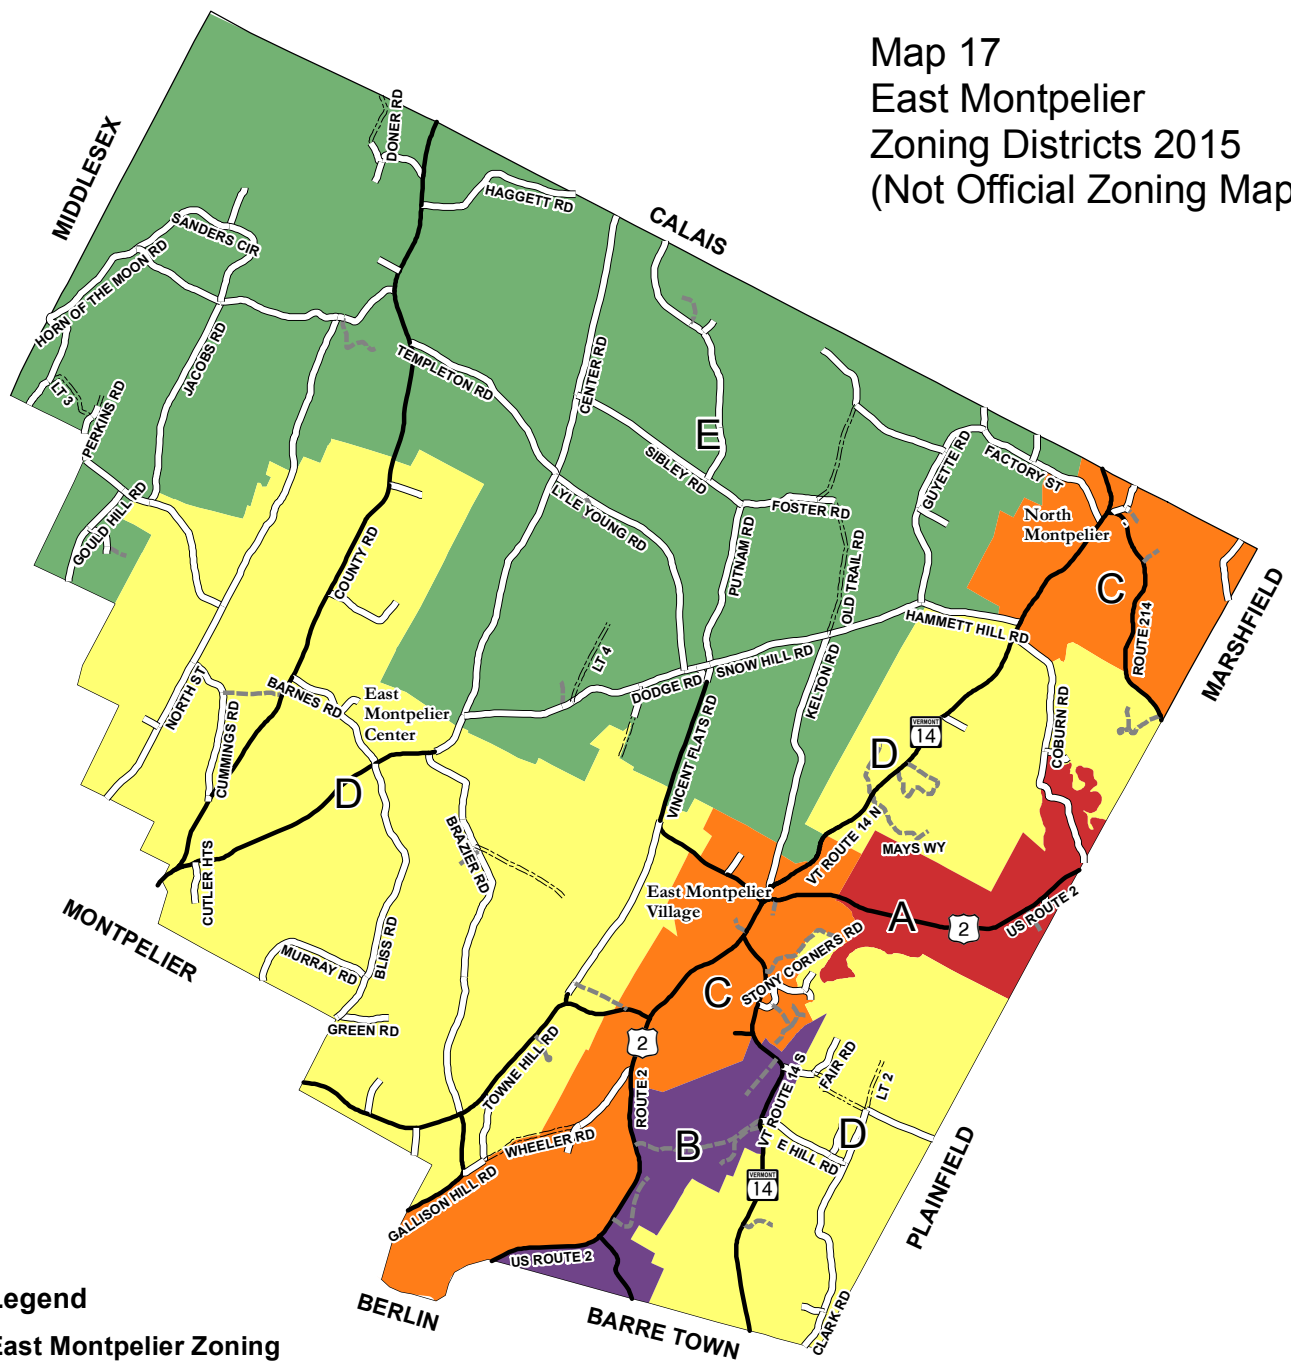 Map 17
East Montpelier
Zoning Districts 2015
(Not Official Zoning Map
MIDDLESEX
CALAIS
DONER RD
HAGGETT RD
SANDERS CIR
HORN OF THE MOON RD
JACOBS RD
TEMPLETON RD
CENTER RD
LT 3
PERKINS RD
E
SIBLEY RD
GUYETTE RD
FACTORY ST
GOULD HILL RD
LYLE YOUNG RD
FOSTER RD
North
Montpelier
COUNTY RD
PUTNAM RD
OLD TRAIL RD
C
HAMMETT HILL RD
ROUTE 214
MARSHFIELD
LT 4
SNOW HILL RD
DODGE RD
KELTON RD
NORTH ST
BARNES RD
East
Montpelier
Center
CUMMINGS RD
VINCENT FLATS RD
VERMONT
14
COBURN RD
D
D
BRAZIER RD
VT ROUTE 14 N
MAYS WY
CUTLER HTS
East Montpelier
Village
A
2
US ROUTE 2
MONTPELIER
BLISS RD
MURRAY RD
STONY CORNERS RD
C
GREEN RD
2
TOWNE HILL RD
ROUTE 2
VT ROUTE 14 S
FAIR RD
LT 2
WHEELER RD
B
D
E HILL RD
VERMONT
14
PLAINFIELD
GALLISON HILL RD
US ROUTE 2
CLARK RD
BERLIN
BARRE TOWN
Legend
East Montpelier Zoning